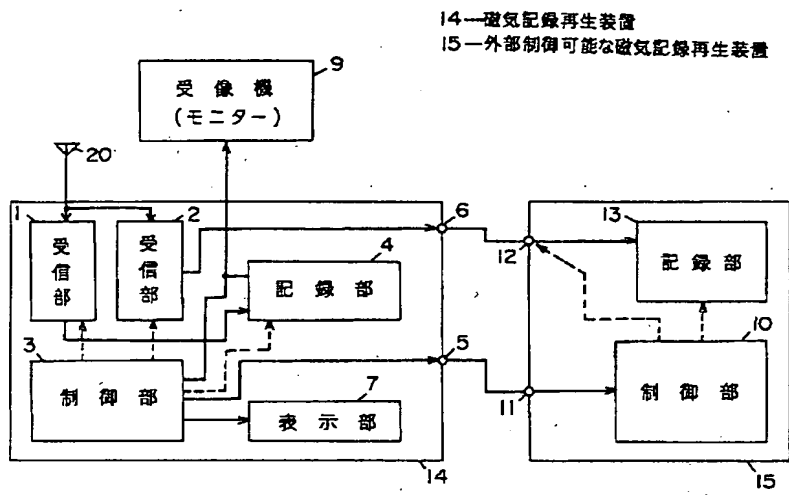 14—磁気記録再生装置
15—外部制御可能な磁気記録再生装置
9
受像機
(モニター)
20
1
受信部
2
受信部
6
4
記録部
3
制御部
5
7
表示部
14
13
記録部
12
10
制御部
11
15